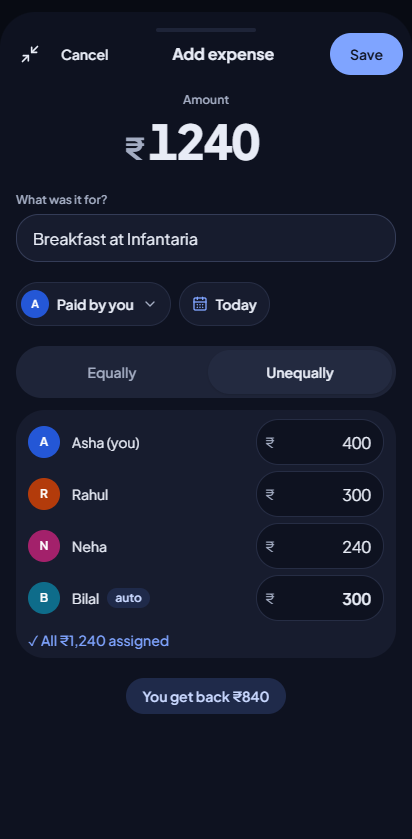 Cancel Add expense Save
Amount
₹1240
What was it for?
Breakfast at Infantaria
A Paid by you Today
Equally Unequally
A Asha (you) ₹ 400
R Rahul ₹ 300
N Neha ₹ 240
B Bilal auto ₹ 300
✓ All ₹1,240 assigned
You get back ₹840